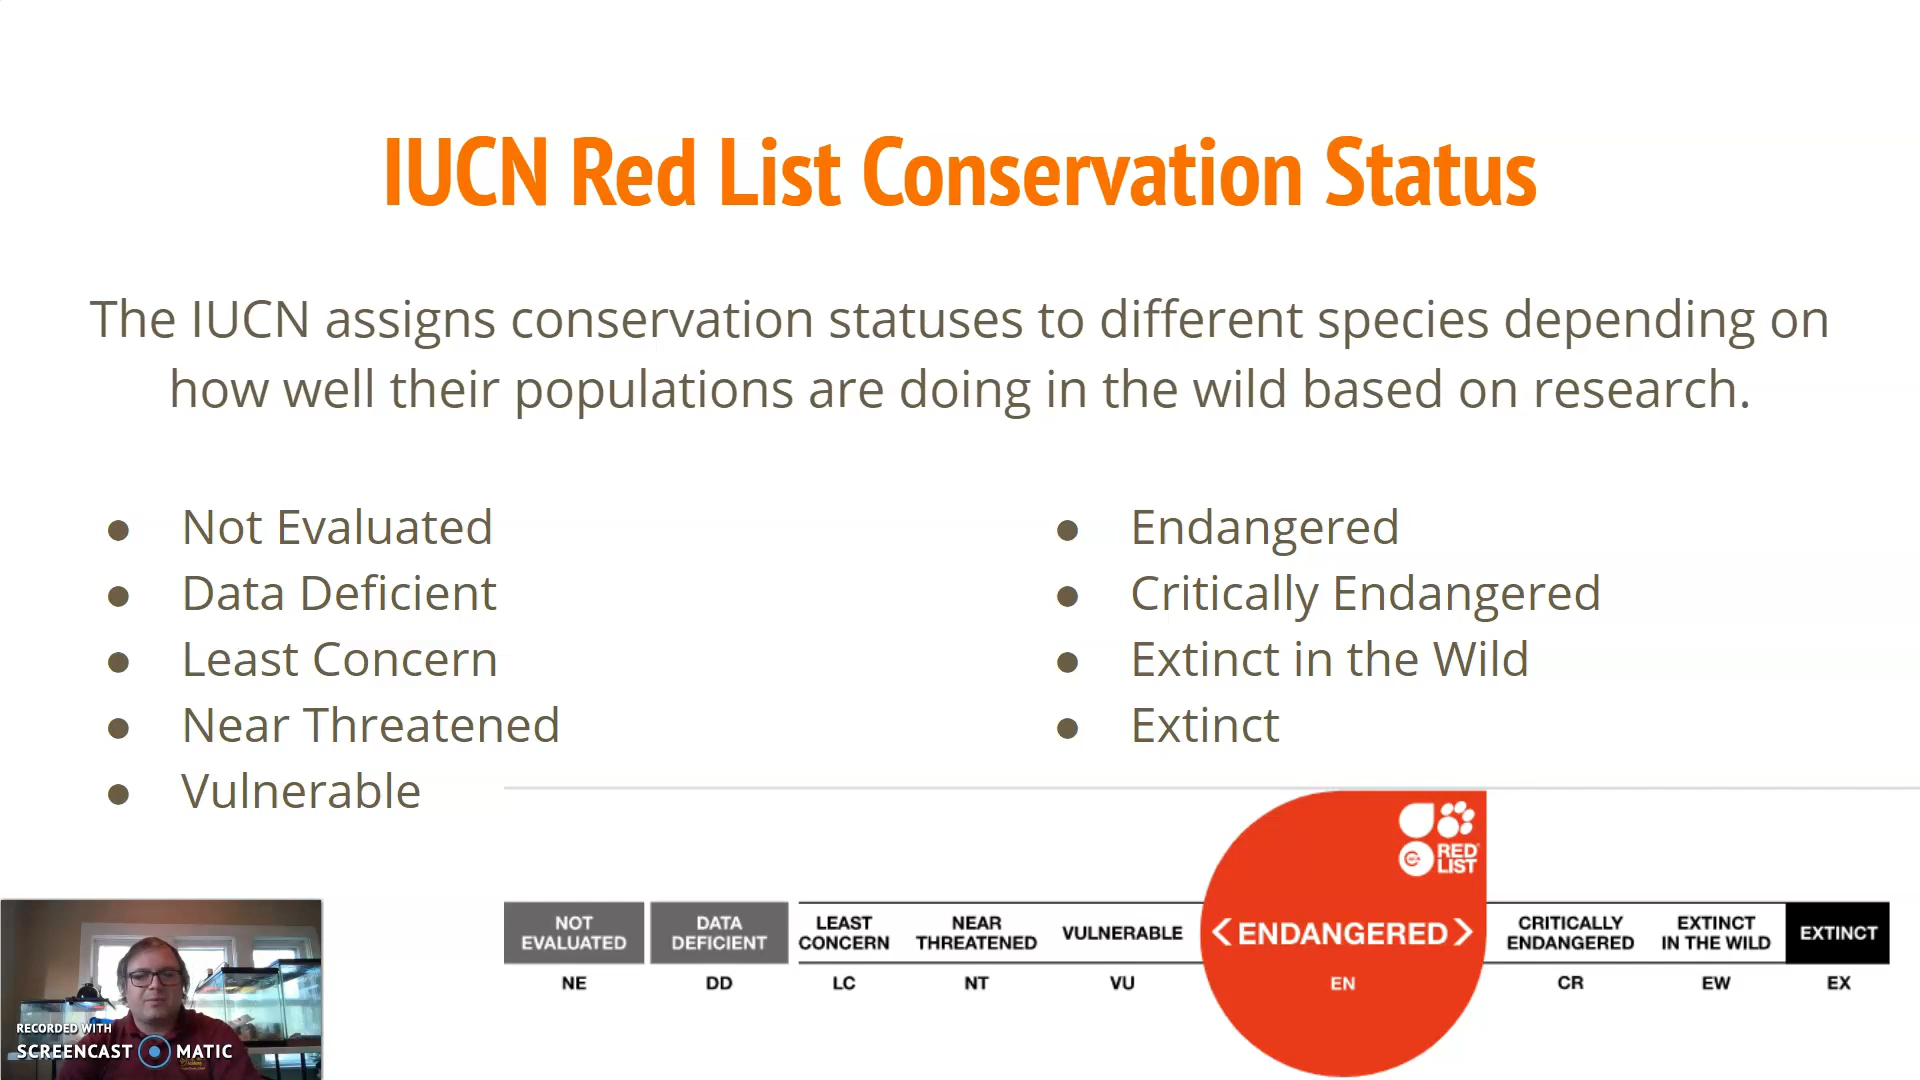 IUCN Red List Conservation Status
The IUCN assigns conservation statuses to different species depending on
how well their populations are doing in the wild based on research.
● Not Evaluated
● Data Deficient
● Least Concern
● Near Threatened
● Vulnerable
● Endangered
● Critically Endangered
● Extinct in the Wild
● Extinct
RED
LIST
NOT
EVALUATED
NE
DATA
DEFICIENT
DD
LEAST
CONCERN
LC
NEAR
THREATENED
NT
VULNERABLE
VU
<ENDANGERED>
EN
CRITICALLY
ENDANGERED
CR
EXTINCT
IN THE WILD
EW
EXTINCT
EX
RECORDED WITH
SCREENCAST MATIC